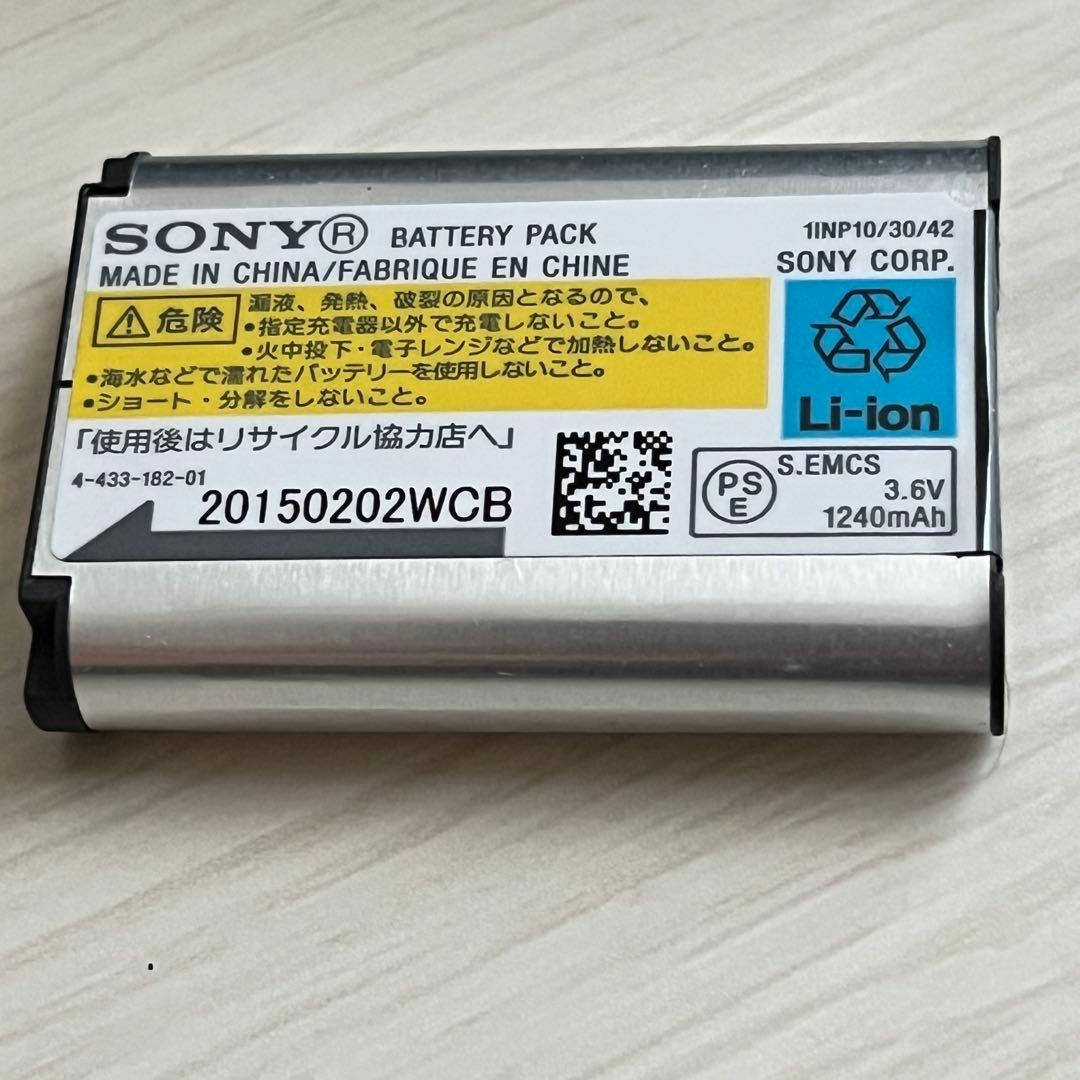 SONY® BATTERY PACK
1INP10/30/42
MADE IN CHINA/FABRIQUE EN CHINE
SONY CORP.
危険
漏液、発熱、破裂の原因となるので、
•指定充電器以外で充電しないこと。
•火中投下・電子レンジなどで加熱しないこと。
•海水などで濡れたバッテリーを使用しないこと。
•ショート・分解をしないこと。
Li-ion
「使用後はリサイクル協力店へ」
4-433-182-01
20150202WCB
PS
E
S.EMCS
3.6V
1240mAh